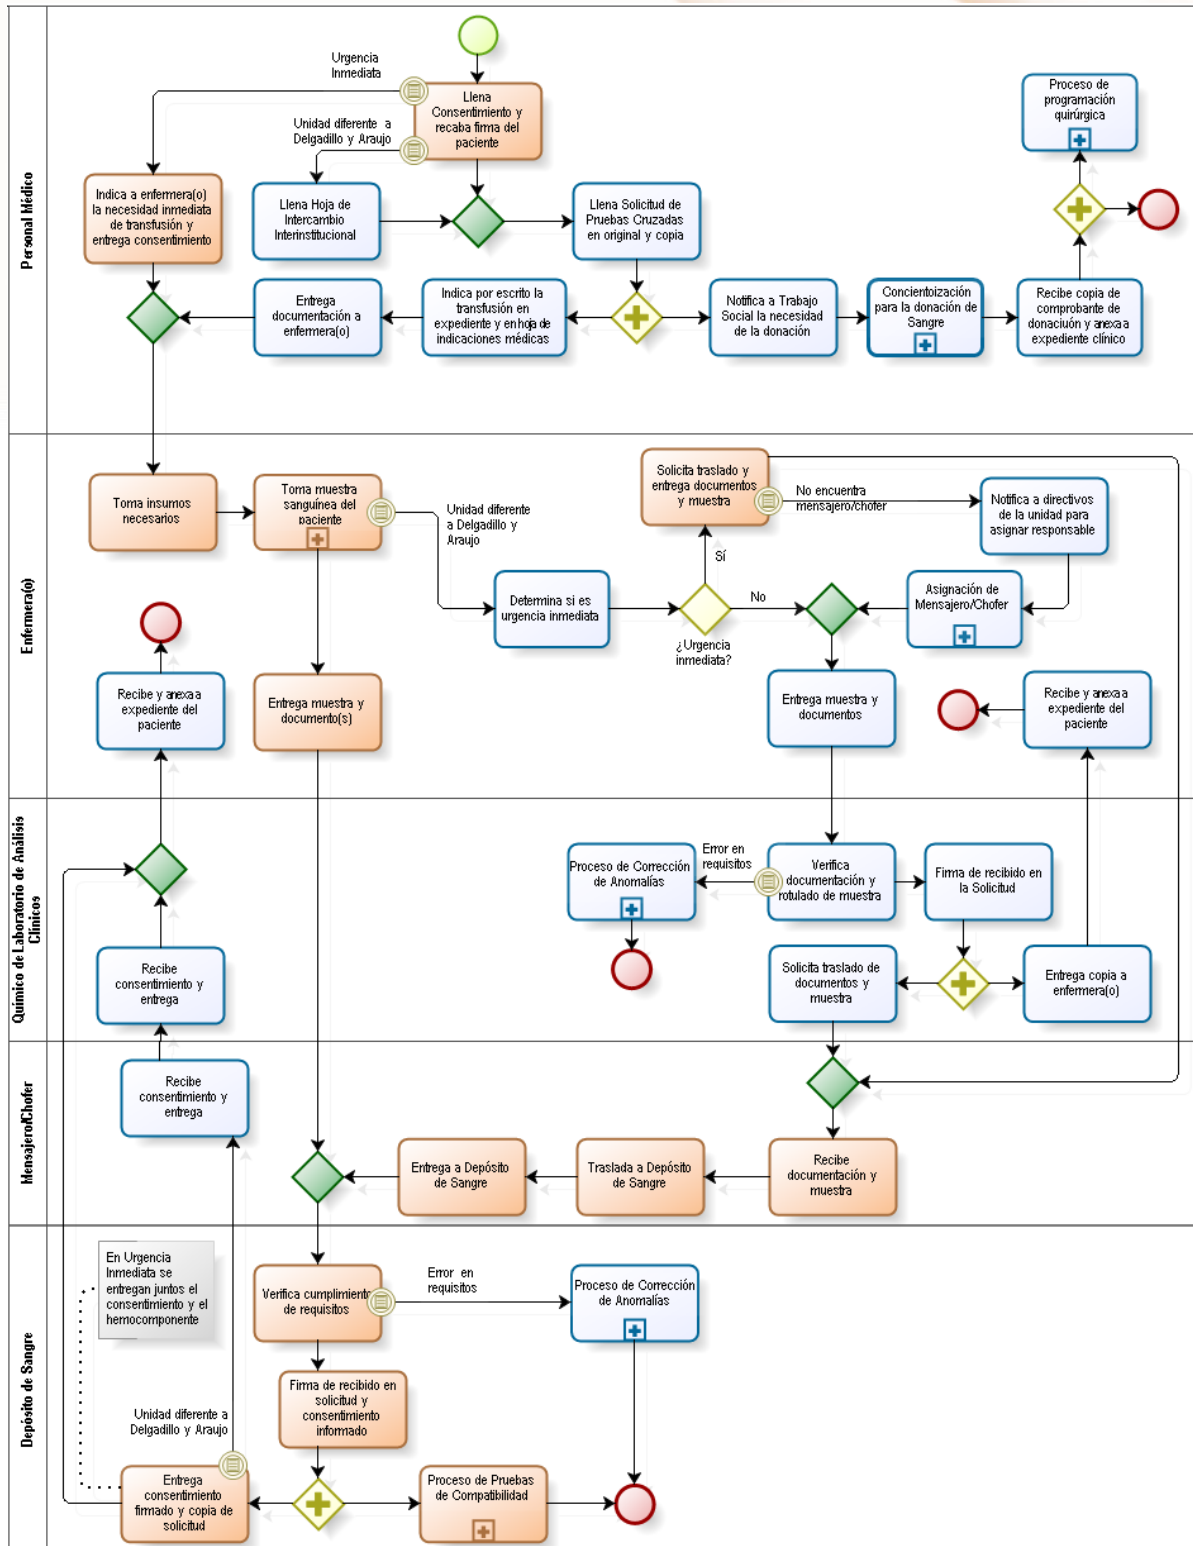 Personal Médico
Urgencia
Inmediata
Llena
Consentimiento y
recaba firma del
paciente
Unidad diferente a
Delgadillo y Araujo
Proceso de
programación
quirúrgica
Indica a enfermera(o)
la necesidad inmediata
de transfusión y
entrega consentimiento
Llena Hoja de
Intercambio
Interinstitucional
Llena Solicitud de
Pruebas Cruzadas
en original y copia
Entrega
documentación a
enfermera(o)
Indica por escrito la
transfusión en
expediente y en hoja de
indicaciones médicas
Notifica a Trabajo
Social la necesidad
de la donación
Concientoización
para la donación de
Sangre
Recibe copia de
comprobante de
donaciuón y anexa a
expediente clínico
Enfermera(o)
Toma insumos
necesarios
Toma muestra
sanguínea del
paciente
Unidad diferente
a Delgadillo y
Araujo
Solicita traslado y
entrega documentos
y muestra
No encuentra
mensajero/chofer
Notifica a directivos
de la unidad para
asignar responsable
Sí
Determina si es
urgencia inmediata
No
¿Urgencia
inmediata?
Asignación de
Mensajero/Chofer
Recibe y anexa a
expediente del
paciente
Entrega muestra y
documento(s)
Entrega muestra y
documentos
Recibe y anexa a
expediente del
paciente
Químico de Laboratorio de Análisis
Clínicos
Proceso de Corrección
de Anomalías
Error en
requisitos
Verifica
documentación y
rotulado de muestra
Firma de recibido en
la Solicitud
Recibe
consentimiento y
entrega
Solicita traslado de
documentos y
muestra
Entrega copia a
enfermera(o)
Mensajero/Chofer
Recibe
consentimiento y
entrega
Entrega a Depósito
de Sangre
Traslada a Depósito
de Sangre
Recibe
documentación y
muestra
Depósito de Sangre
En Urgencia
Inmediata se
entregan juntos el
consentimiento y el
hemocomponente
Verifica cumplimiento
de requisitos
Error en
requisitos
Proceso de Corrección
de Anomalías
Firma de recibido en
solicitud y
consentimiento
informado
Unidad diferente a
Delgadillo y Araujo
Entrega
consentimiento
firmado y copia de
solicitud
Proceso de Pruebas
de Compatibilidad